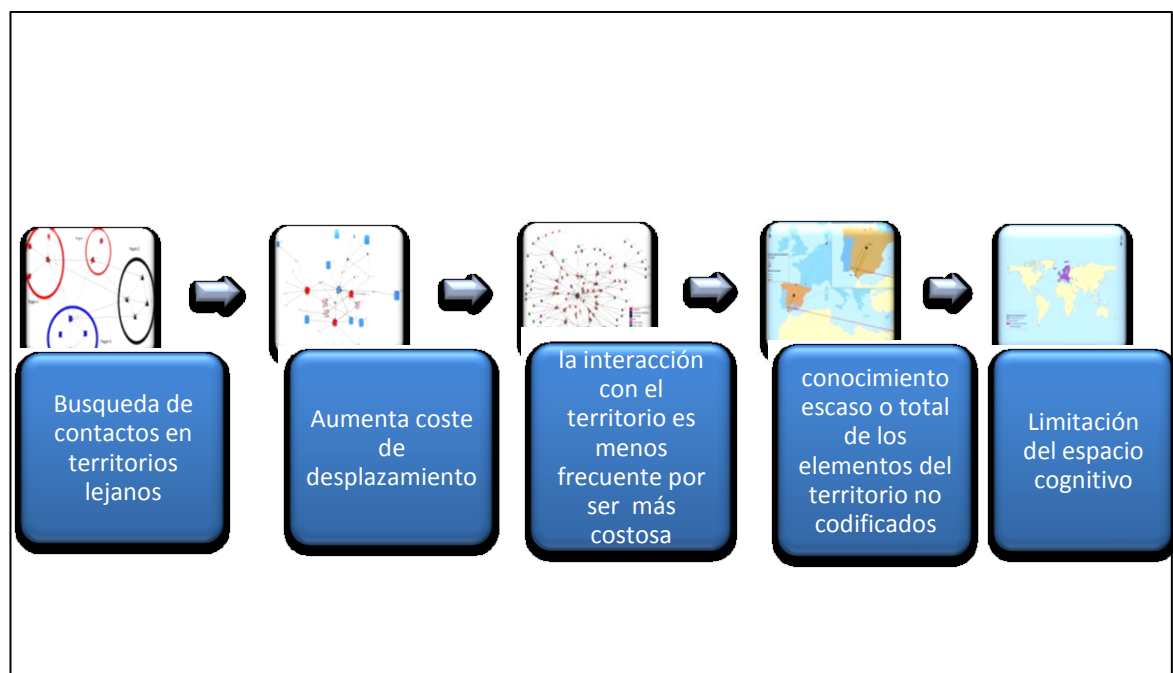 Busqueda de
contactos en
territorios
lejanos
Aumenta coste
de
desplazamiento
la interacción
con el
territorio es
menos
frecuente por
ser más
costosa
conocimiento
escaso o total
de los
elementos del
territorio no
codificados
Limitación
del espacio
cognitivo